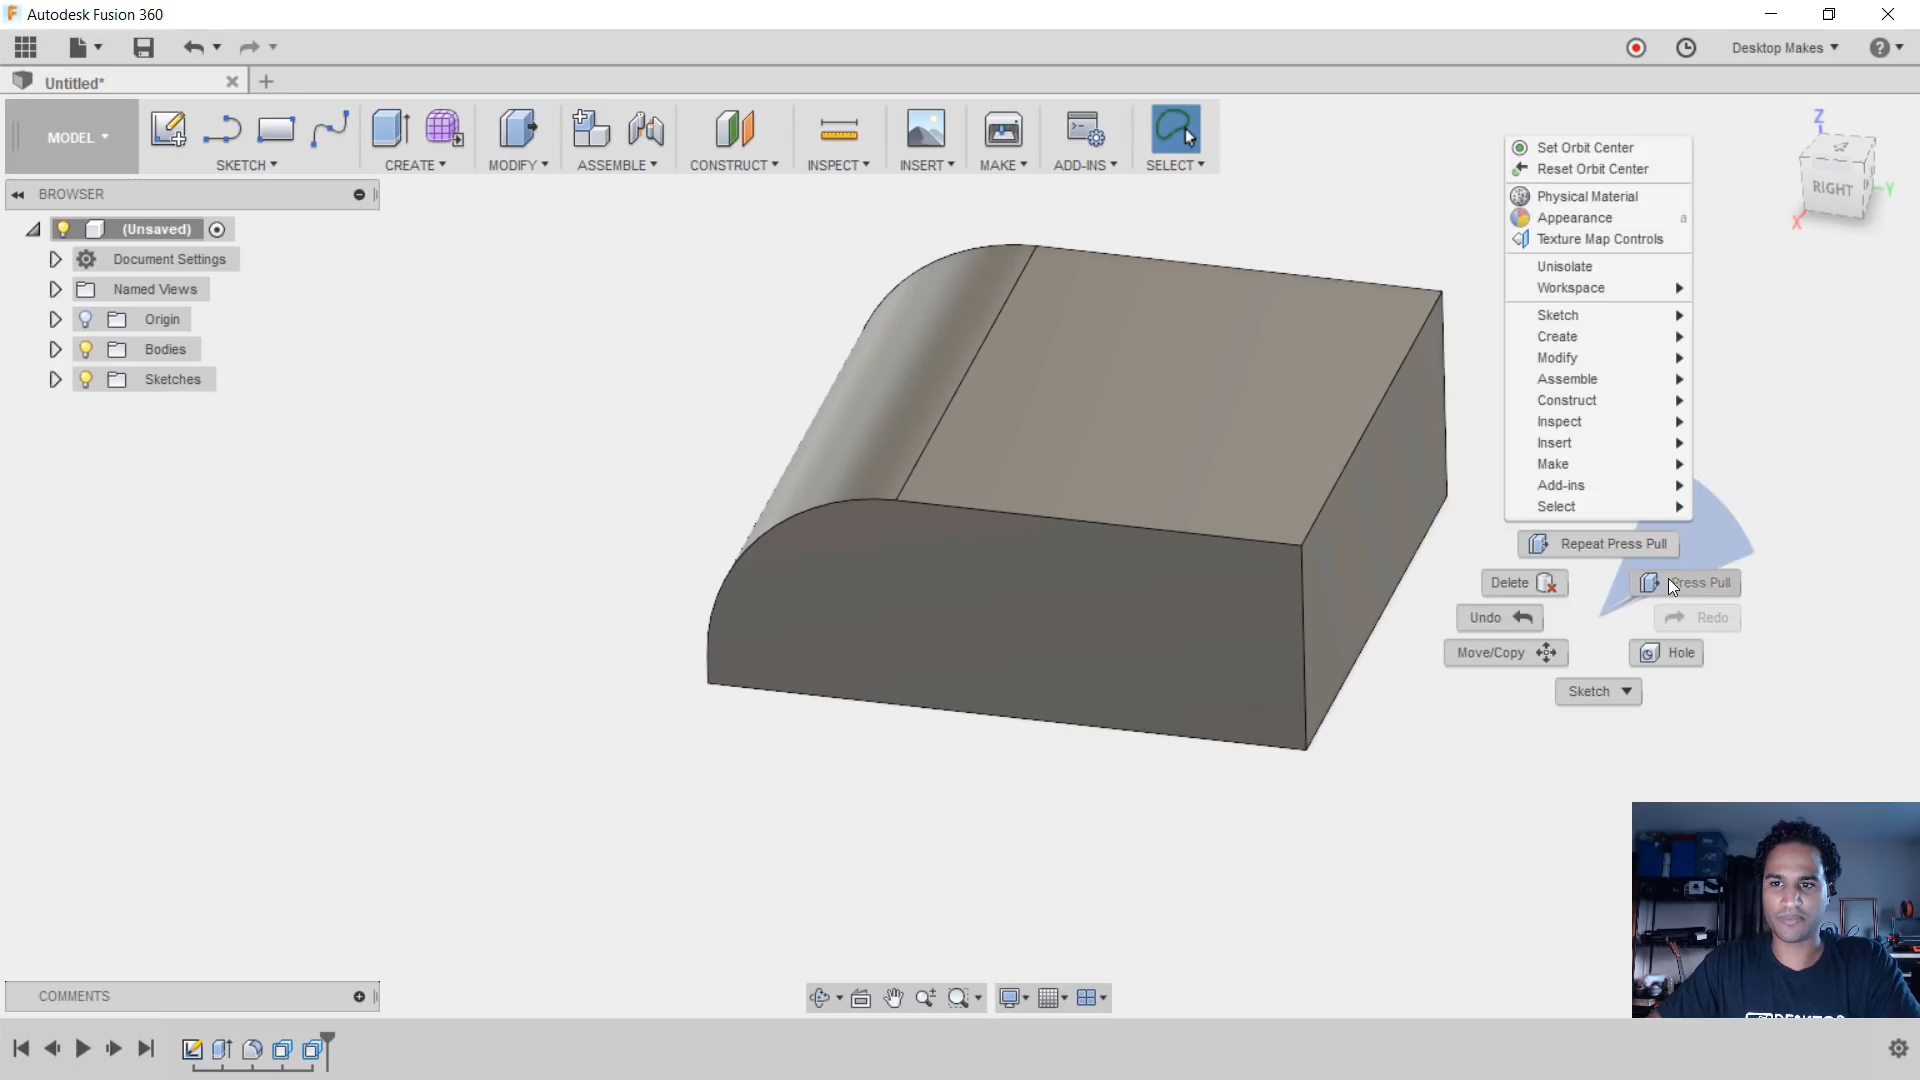 Autodesk Fusion 360
Desktop Makes
Untitled*
MODEL
SKETCH
CREATE
MODIFY
ASSEMBLE
CONSTRUCT
INSPECT
INSERT
MAKE
ADD-INS
SELECT
BROWSER
(Unsaved)
Document Settings
Named Views
Origin
Bodies
Sketches
Set Orbit Center
Reset Orbit Center
Physical Material
Appearance a
Texture Map Controls
Unisolate
Workspace
Sketch
Create
Modify
Assemble
Construct
Inspect
Insert
Make
Add-ins
Select
Repeat Press Pull
Delete
Press Pull
Undo
Redo
Move/Copy
Hole
Sketch
Z
RIGHT
Y
X
COMMENTS